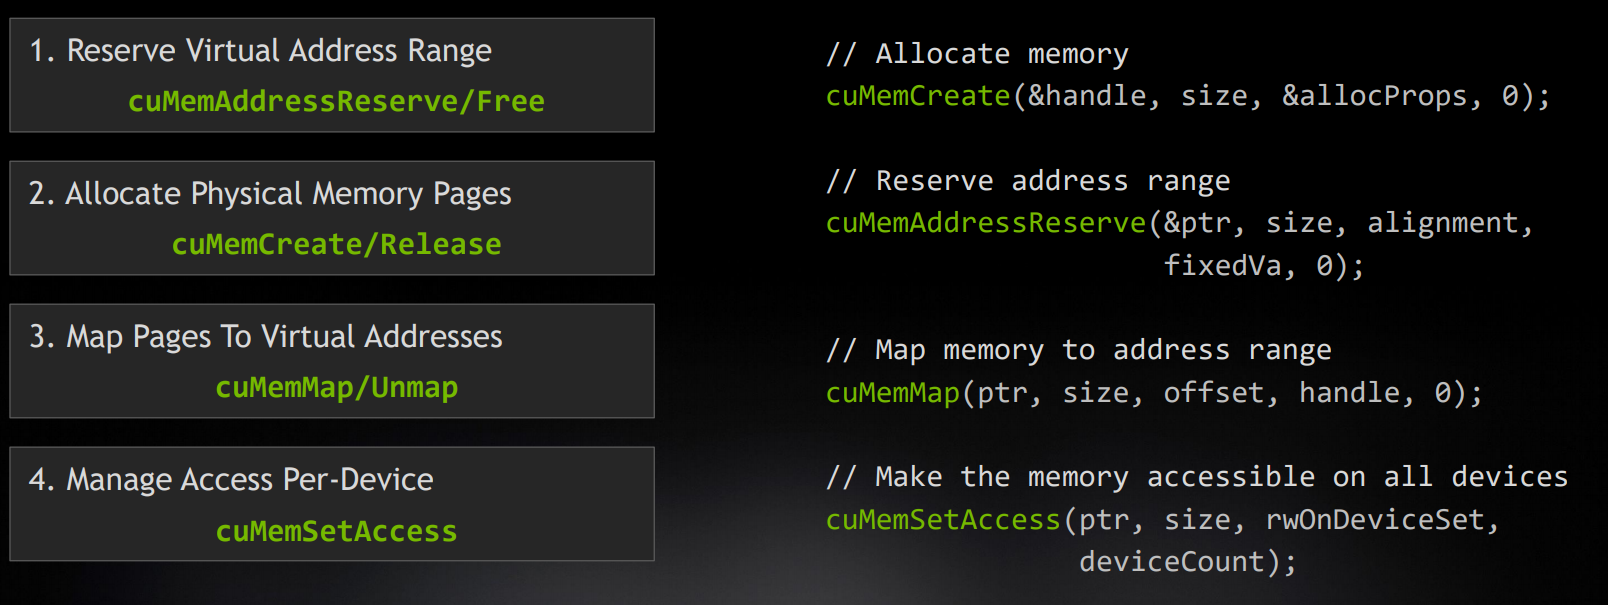 1. Reserve Virtual Address Range
cuMemAddressReserve/Free
2. Allocate Physical Memory Pages
cuMemCreate/Release
3. Map Pages To Virtual Addresses
cuMemMap/Unmap
4. Manage Access Per-Device
cuMemSetAccess
// Allocate memory
cuMemCreate(&handle, size, &allocProps, 0);
// Reserve address range
cuMemAddressReserve(&ptr, size, alignment,
fixedVa, 0);
// Map memory to address range
cuMemMap(ptr, size, offset, handle, 0);
// Make the memory accessible on all devices
cuMemSetAccess(ptr, size, rwOnDeviceSet,
deviceCount);